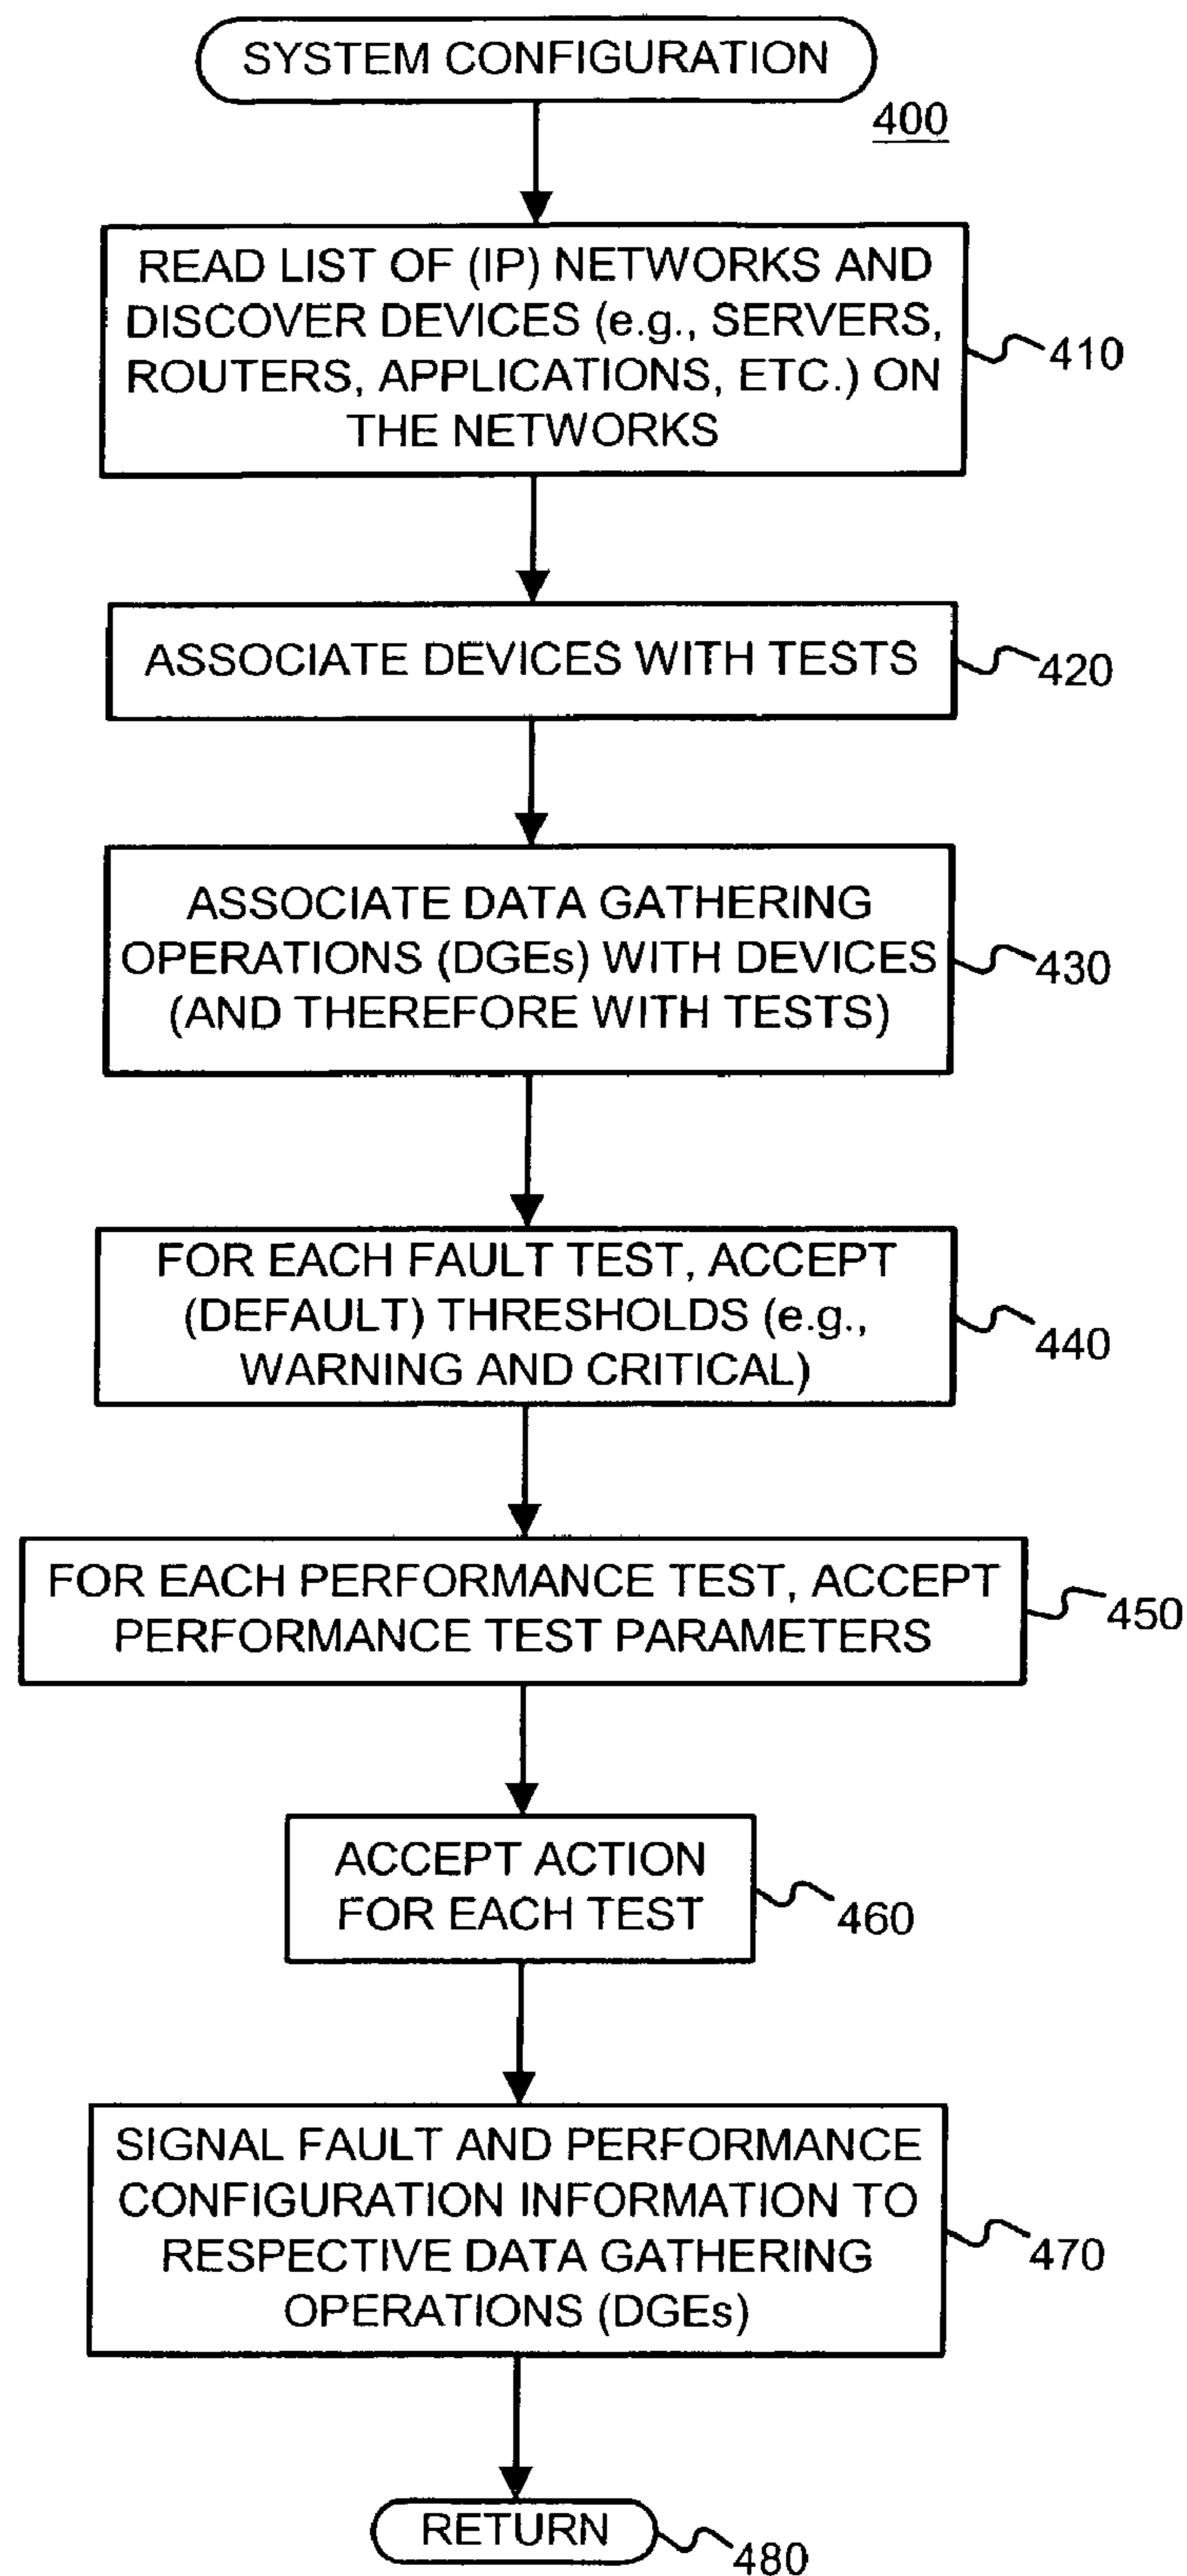 SYSTEM CONFIGURATION
400
READ LIST OF (IP) NETWORKS AND
DISCOVER DEVICES (e.g., SERVERS,
ROUTERS, APPLICATIONS, ETC.) ON
THE NETWORKS
410
ASSOCIATE DEVICES WITH TESTS
420
ASSOCIATE DATA GATHERING
OPERATIONS (DGEs) WITH DEVICES
(AND THEREFORE WITH TESTS)
430
FOR EACH FAULT TEST, ACCEPT
(DEFAULT) THRESHOLDS (e.g.,
WARNING AND CRITICAL)
440
FOR EACH PERFORMANCE TEST, ACCEPT
PERFORMANCE TEST PARAMETERS
450
ACCEPT ACTION
FOR EACH TEST
460
SIGNAL FAULT AND PERFORMANCE
CONFIGURATION INFORMATION TO
RESPECTIVE DATA GATHERING
OPERATIONS (DGEs)
470
RETURN
480